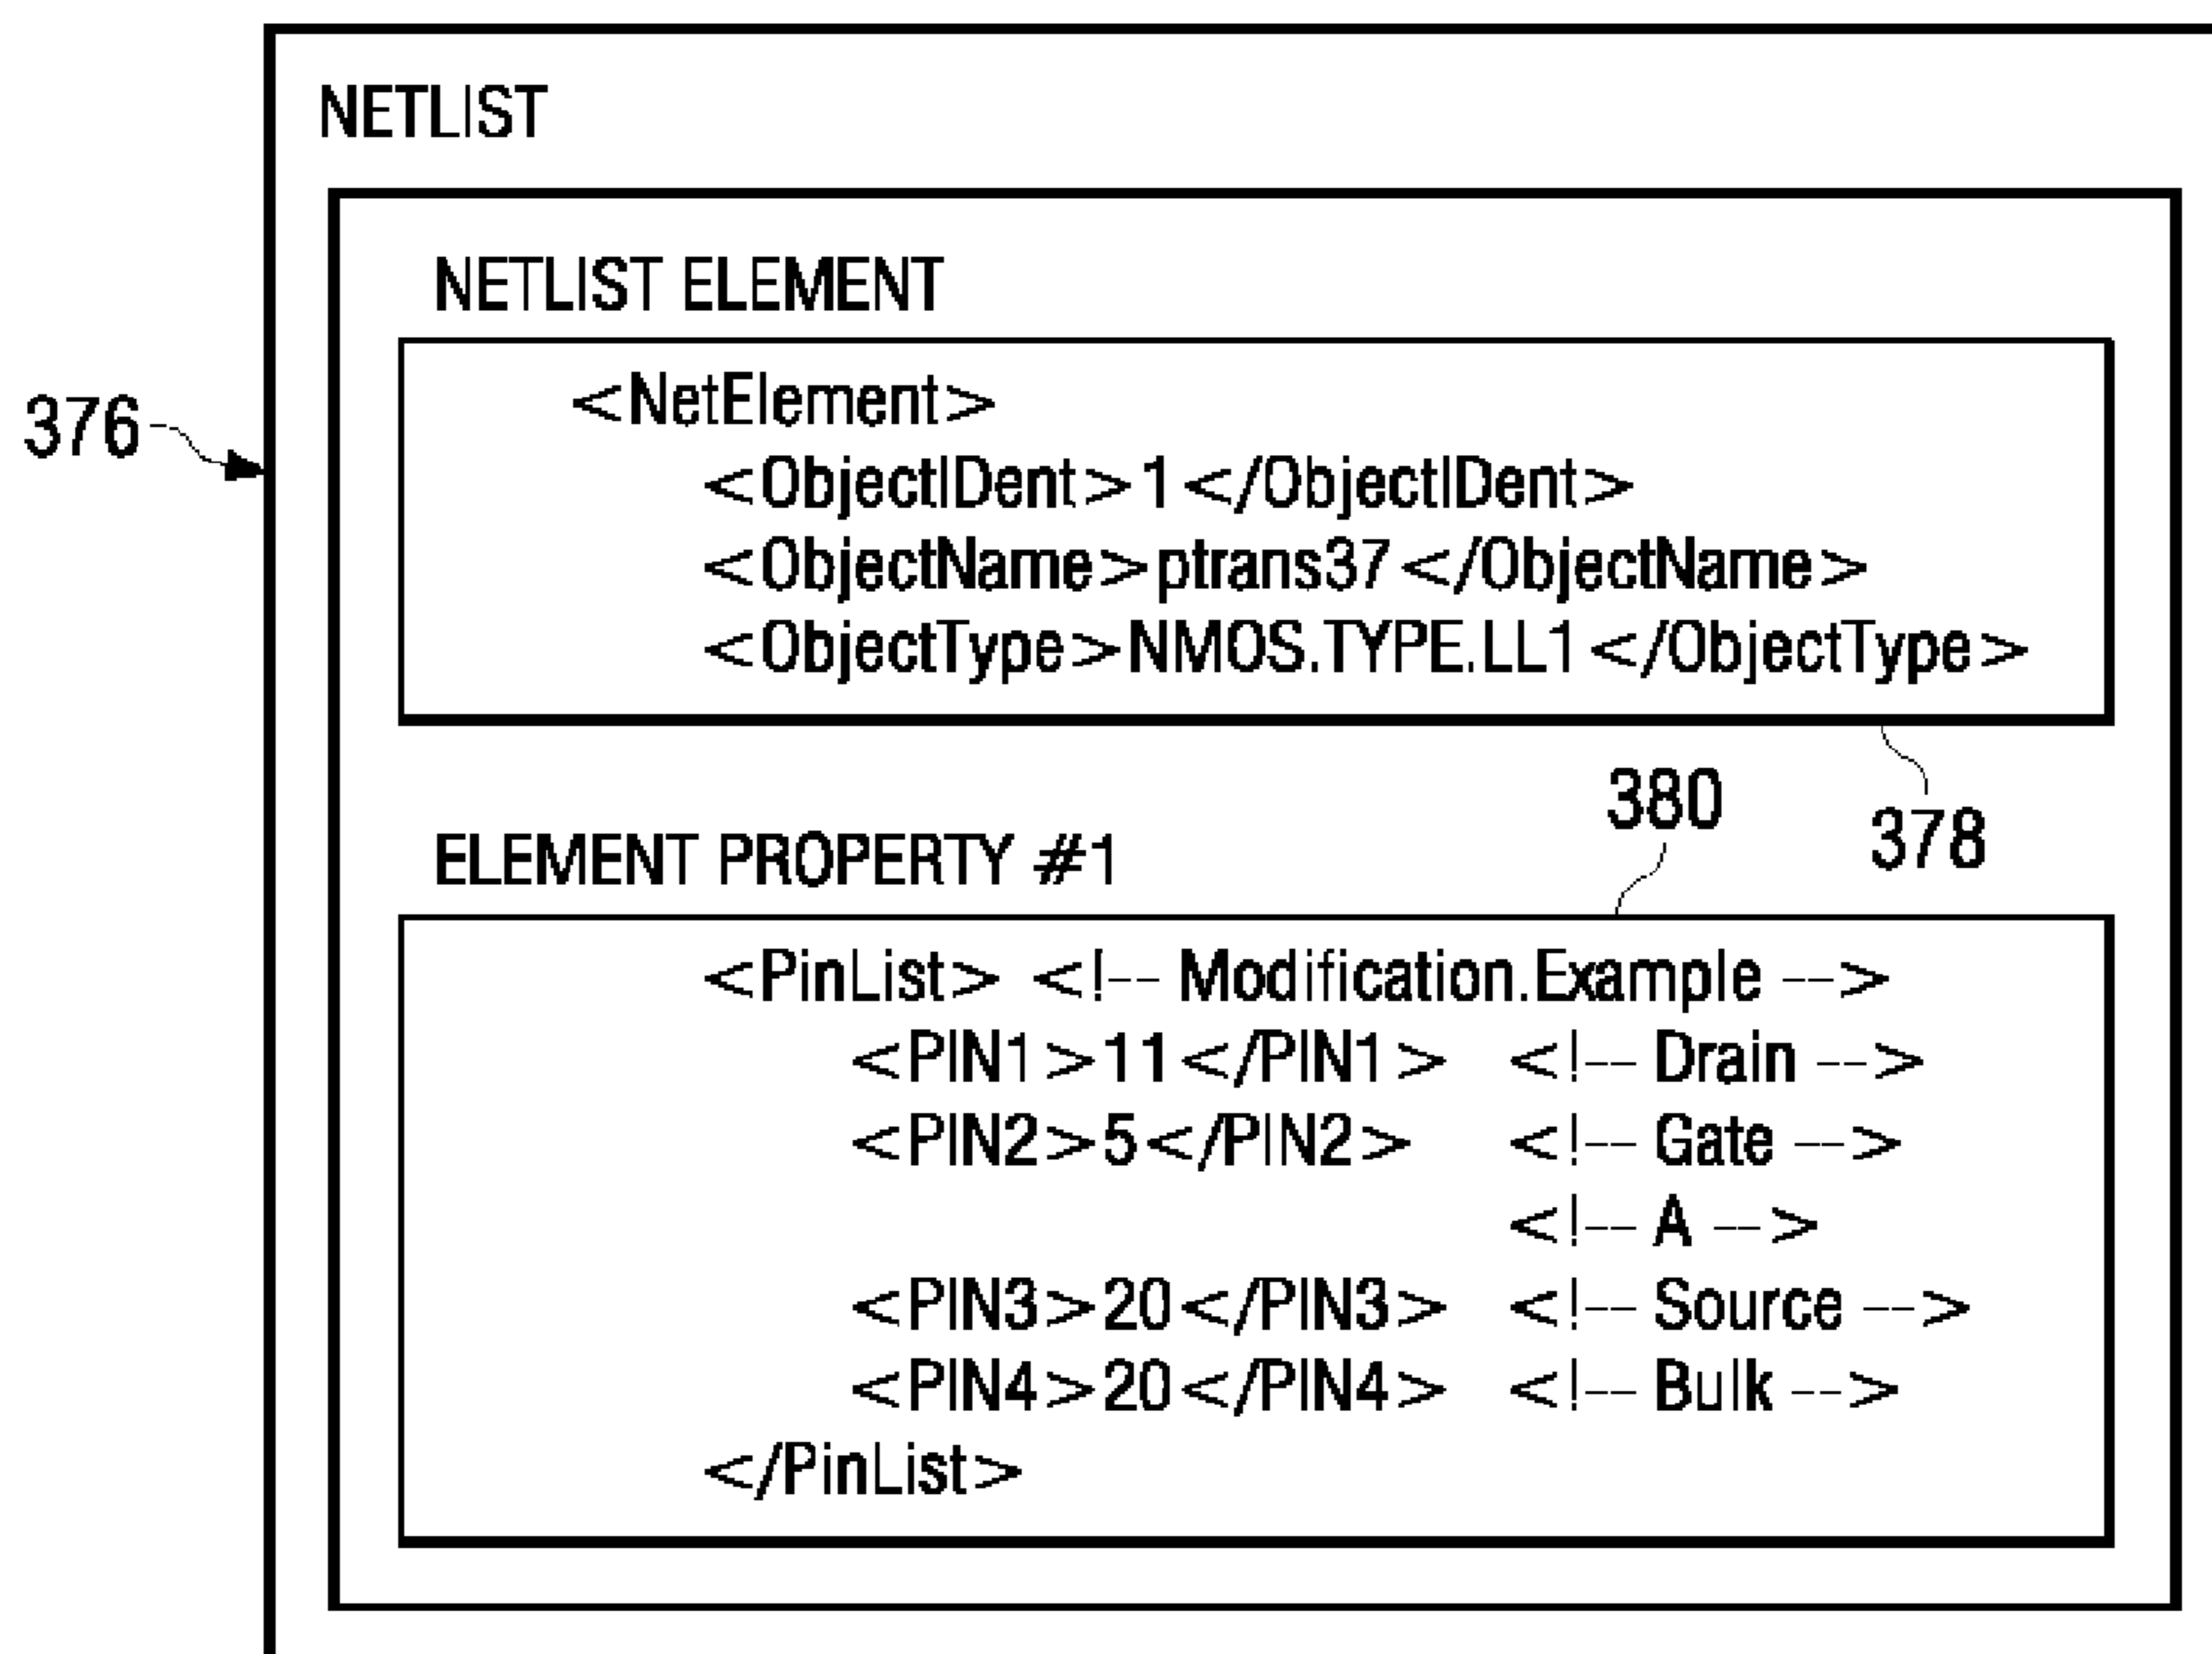 NETLIST
NETLIST ELEMENT
<NetElement>
376
<ObjectIDent>1</ObjectIDent>
<ObjectName>ptrans37</ObjectName>
<ObjectType>NMOS.TYPE.LL1</ObjectType>
380
378
ELEMENT PROPERTY #1
<PinList> <!-- Modification.Example -->
<PIN1>11</PIN1> <!-- Drain -->
<PIN2>5</PIN2> <!-- Gate -->
<!-- A -->
<PIN3>20</PIN3> <!-- Source -->
<PIN4>20</PIN4> <!-- Bulk -->
</PinList>